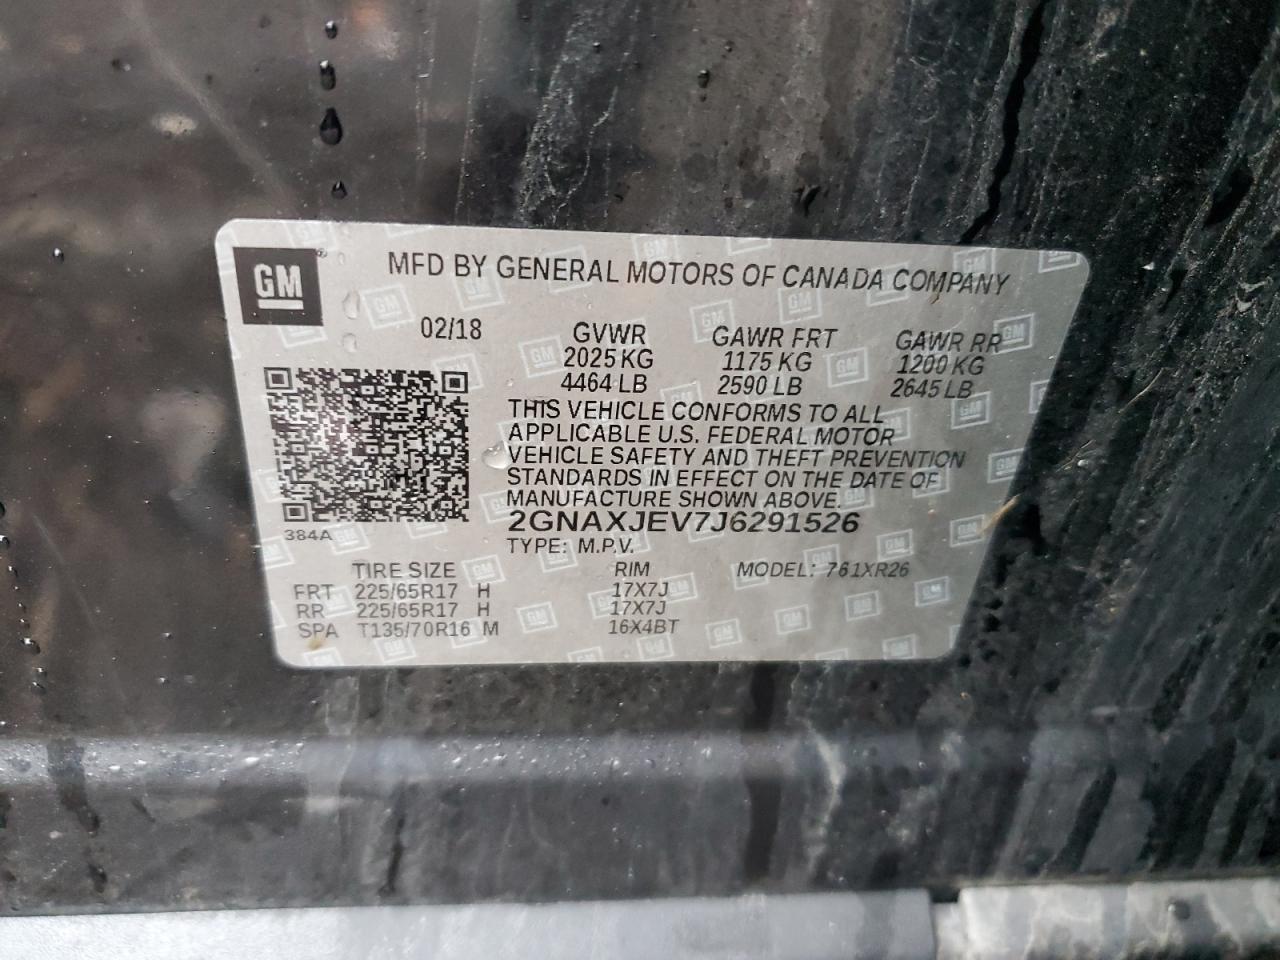 GM
MFD BY GENERAL MOTORS OF CANADA COMPANY
02/18 GVWR GAWR FRT GAWR RR
2025 KG 1175 KG 1200 KG
4464 LB 2590 LB 2645 LB
THIS VEHICLE CONFORMS TO ALL
APPLICABLE U.S. FEDERAL MOTOR
VEHICLE SAFETY AND THEFT PREVENTION
STANDARDS IN EFFECT ON THE DATE OF
MANUFACTURE SHOWN ABOVE.
2GNAXJEV7J6291526
384A
TYPE: M.P.V.
TIRE SIZE RIM MODEL: 761XR26
FRT 225/65R17 H 17X7J
RR 225/65R17 H 17X7J
SPA T135/70R16 M 16X4BT